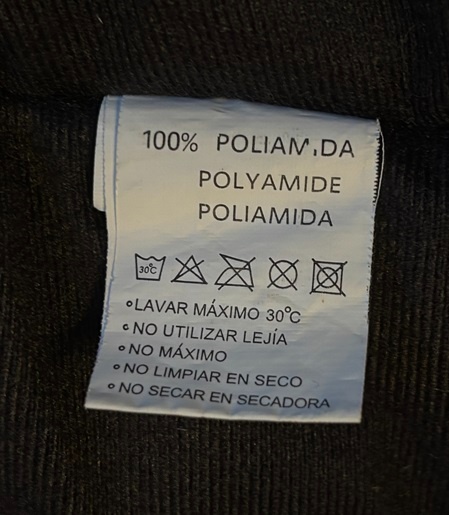 100% POLIAMIDA
POLYAMIDE
POLIAMIDA
30°C
°LAVAR MÁXIMO 30°C
°NO UTILIZAR LEJÍA
°NO MÁXIMO
°NO LIMPIAR EN SECO
°NO SECAR EN SECADORA